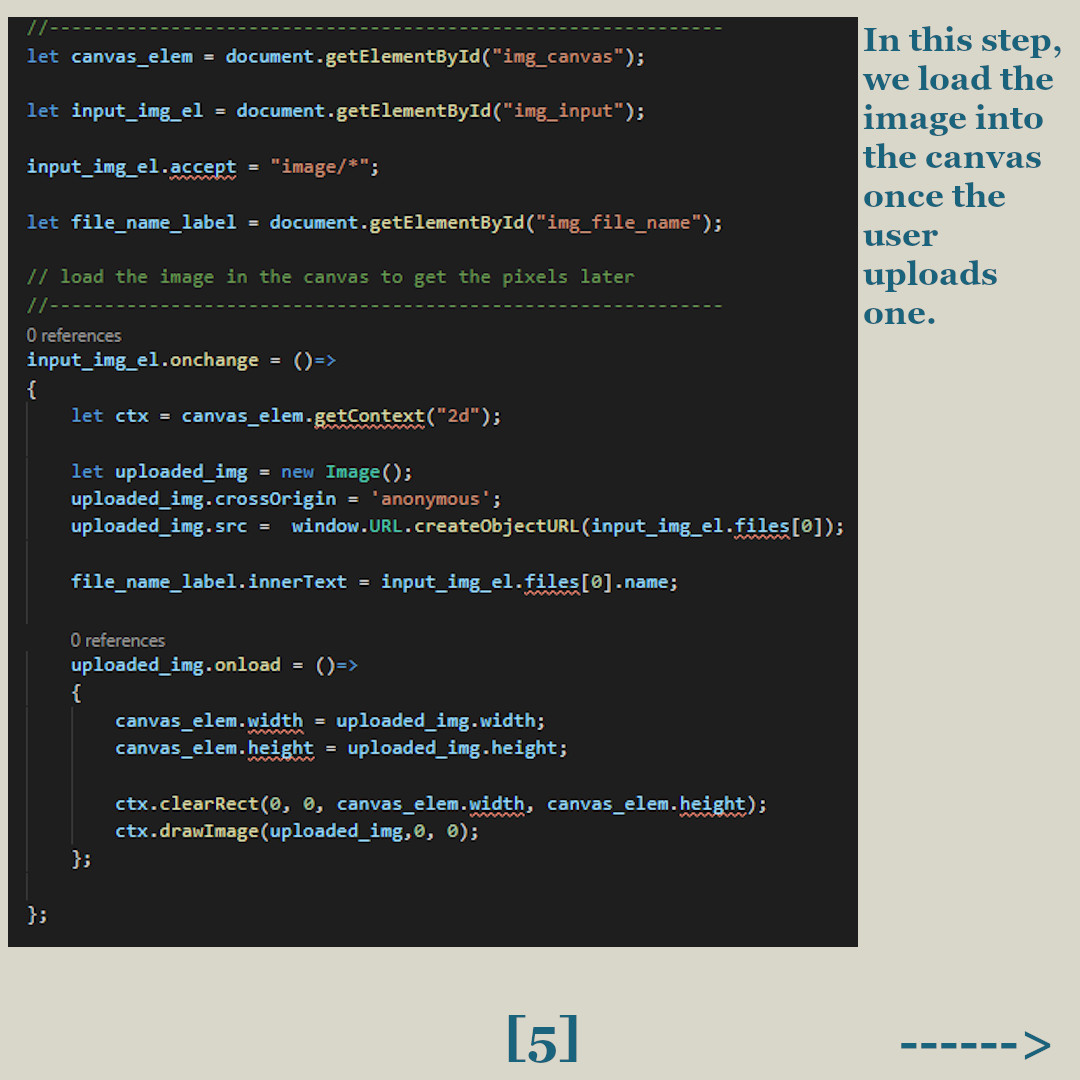 //-------------------------------------------------------------
let canvas_elem = document.getElementById("img_canvas");
let input_img_el = document.getElementById("img_input");
input_img_el.accept = "image/*";
let file_name_label = document.getElementById("img_file_name");
// load the image in the canvas to get the pixels later
//-------------------------------------------------------------
0 references
input_img_el.onchange = ()=>
{
let ctx = canvas_elem.getContext("2d");
let uploaded_img = new Image();
uploaded_img.crossOrigin = 'anonymous';
uploaded_img.src =  window.URL.createObjectURL(input_img_el.files[0]);
file_name_label.innerText = input_img_el.files[0].name;
0 references
uploaded_img.onload = ()=>
{
canvas_elem.width = uploaded_img.width;
canvas_elem.height = uploaded_img.height;
ctx.clearRect(0, 0, canvas_elem.width, canvas_elem.height);
ctx.drawImage(uploaded_img,0, 0);
};
};
In this step,
we load the
image into
the canvas
once the
user
uploads
one.
[5]
------>